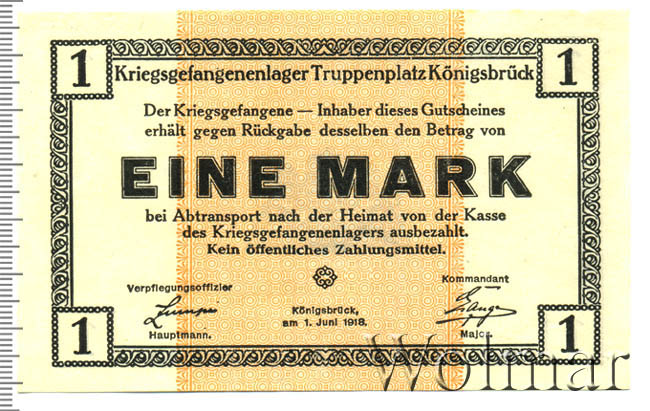 1 1
Kriegsgefangenenlager Truppenplatz Königsbrück
Der Kriegsgefangene — Inhaber dieses Gutscheines
erhält gegen Rückgabe desselben den Betrag von
EINE MARK
bei Abtransport nach der Heimat von der Kasse
des Kriegsgefangenenlagers ausbezahlt.
Kein öffentliches Zahlungsmittel.
Verpflegungsoffizier
Kommandant
Königsbrück,
am 1. Juni 1918.
Hauptmann.
Major.
1 1
Wolmar